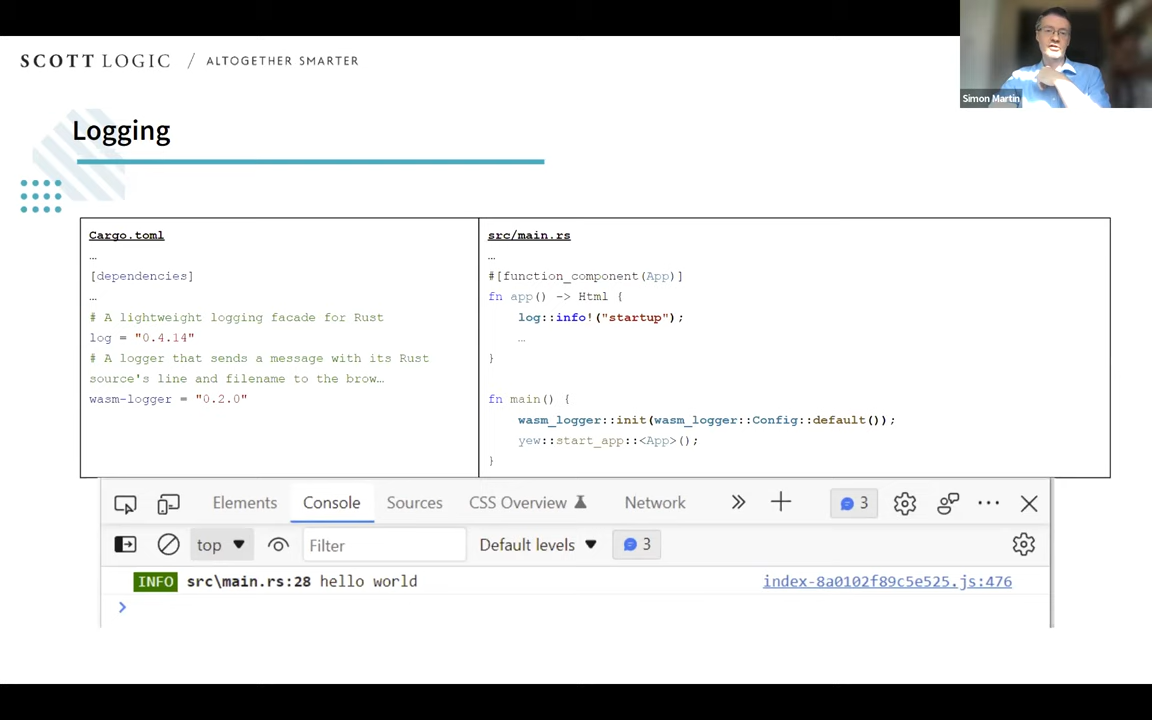 SCOTT LOGIC / ALTOGETHER SMARTER
Simon Martin
Logging
Cargo.toml
…
[dependencies]
…
# A lightweight logging facade for Rust
log = "0.4.14"
# A logger that sends a message with its Rust
source's line and filename to the brow…
wasm-logger = "0.2.0"
src/main.rs
…
#[function_component(App)]
fn app() -> Html {
log::info!("startup");
…
}
fn main() {
wasm_logger::init(wasm_logger::Config::default());
yew::start_app::<App>();
}
Elements Console Sources CSS Overview Network » + 3
top ▼ Filter Default levels ▼ 3
INFO src\main.rs:28 hello world index-8a0102f89c5e525.js:476
>